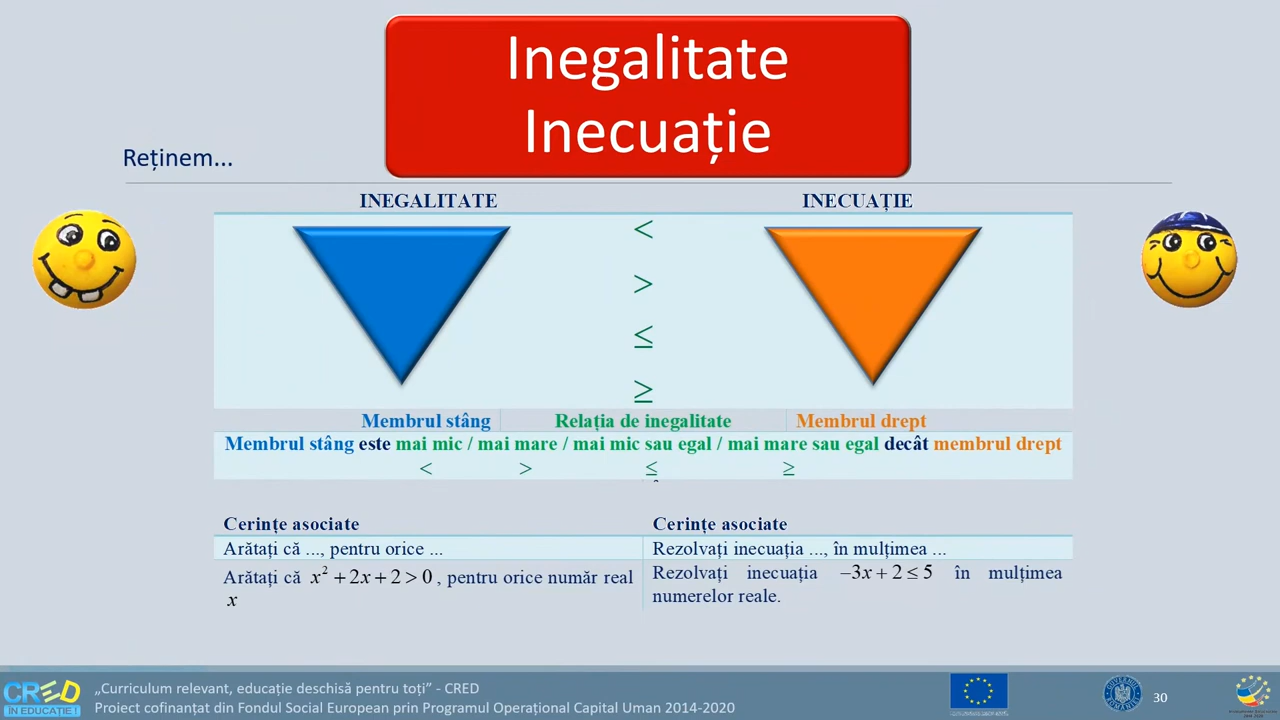 Inegalitate
Inecuație
Reținem...
INEGALITATE
INECUAȚIE
<
>
≤
≥
Membrul stâng
Relația de inegalitate
Membrul drept
Membrul stâng este mai mic / mai mare / mai mic sau egal / mai mare sau egal decât membrul drept
< > ≤ ≥
Cerințe asociate
Arătați că ..., pentru orice ...
Arătați că x² + 2x + 2 > 0, pentru orice număr real
x
Cerințe asociate
Rezolvați inecuația ..., în mulțimea ...
Rezolvați inecuația −3x + 2 ≤ 5 în mulțimea
numerelor reale.
CRED
ÎN EDUCAȚIE !
„Curriculum relevant, educație deschisă pentru toți” - CRED
Proiect cofinanțat din Fondul Social European prin Programul Operațional Capital Uman 2014-2020
30